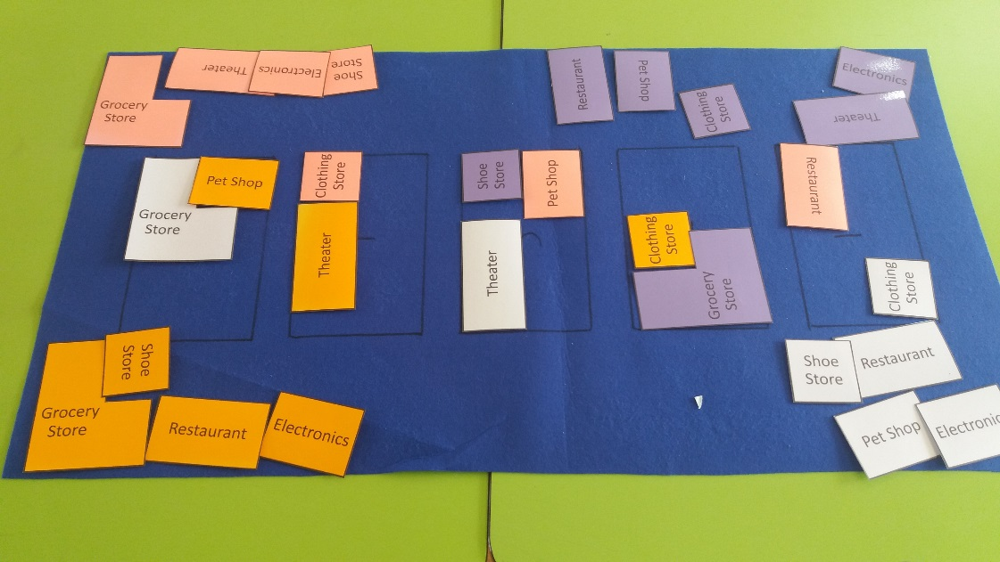 Theater
Electronics
Shoe
Store
Restaurant
Pet Shop
Clothing
Store
Electronics
Theater
Grocery
Store
Pet Shop
Grocery
Store
Clothing
Store
Theater
Shoe
Store
Pet Shop
Theater
Clothing
Store
Grocery
Store
Restaurant
Clothing
Store
Shoe
Store
Grocery
Store
Restaurant
Electronics
Shoe
Store
Restaurant
Pet Shop
Electronic